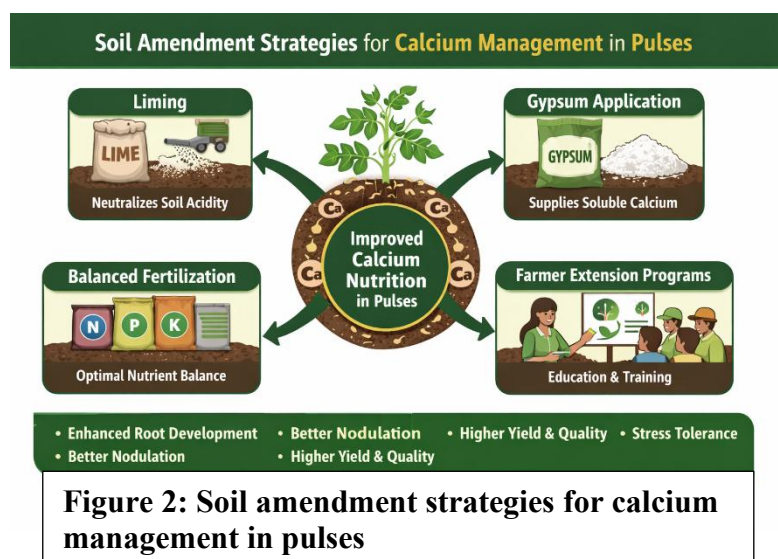 Soil Amendment Strategies for Calcium Management in Pulses
Liming
LIME
Neutralizes Soil Acidity
Gypsum Application
GYPSUM
Supplies Soluble Calcium
Ca
Ca
Ca
Ca
Improved
Calcium
Nutrition
in Pulses
Balanced Fertilization
N
P
K
Optimal Nutrient Balance
Farmer Extension Programs
Education & Training
• Enhanced Root Development • Better Nodulation • Higher Yield & Quality • Stress Tolerance
• Better Nodulation • Higher Yield & Quality
Figure 2: Soil amendment strategies for calcium
management in pulses